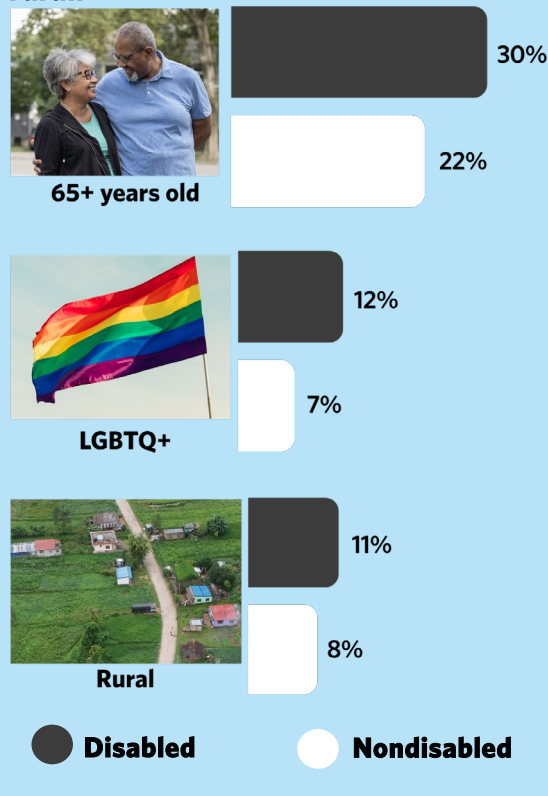 30%
22%
65+ years old
12%
7%
LGBTQ+
11%
8%
Rural
Disabled
Nondisabled